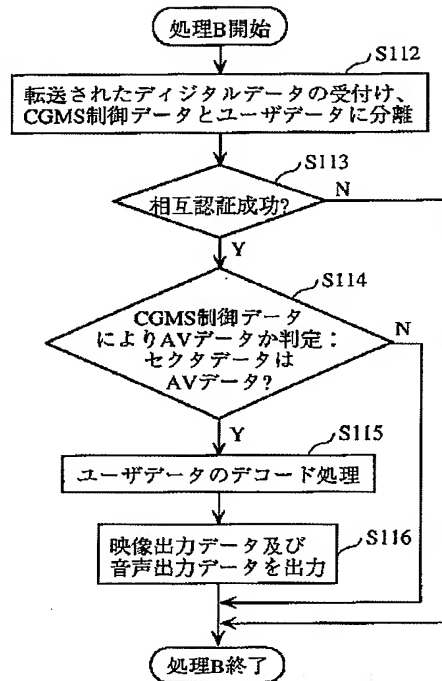 処理B開始
S112
転送されたディジタルデータの受付け、
CGMS制御データとユーザデータに分離
S113
相互認証成功?
N
Y
S114
CGMS制御データ
によりAVデータか判定:
セクタデータは
AVデータ?
N
Y
S115
ユーザデータのデコード処理
S116
映像出力データ及び
音声出力データを出力
処理B終了